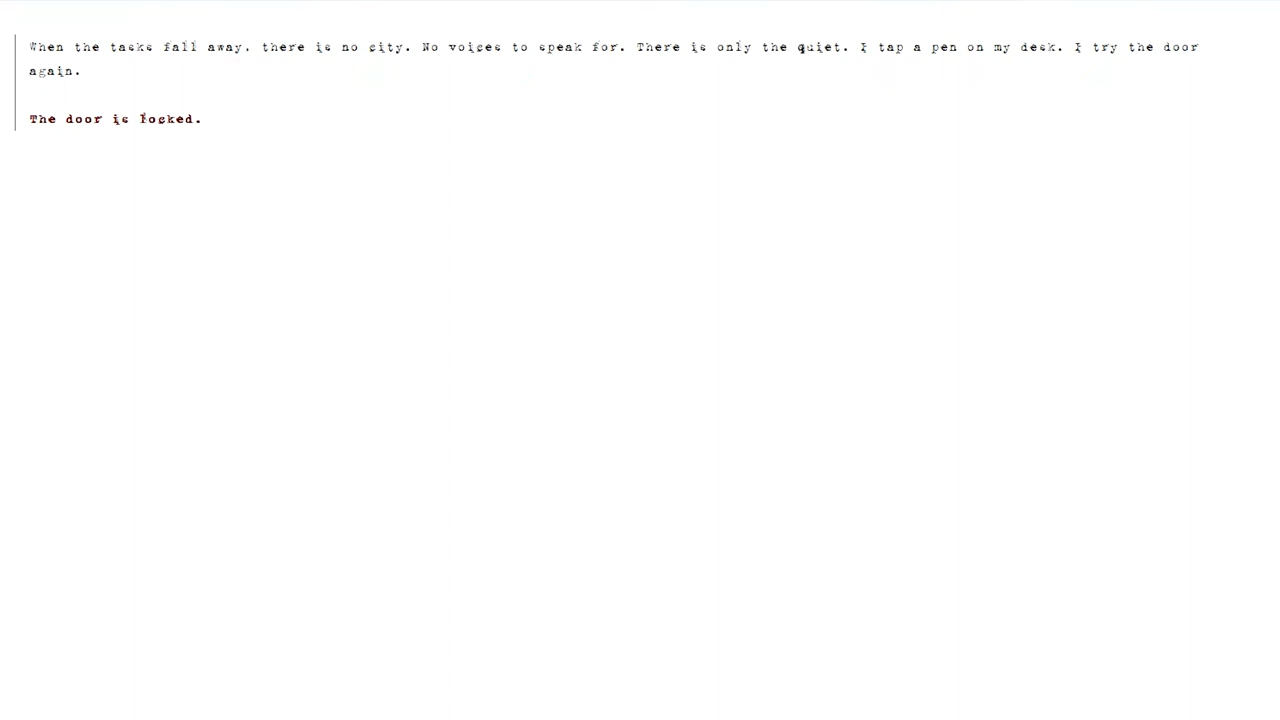 When the tasks fall away, there is no city. No voices to speak for. There is only the quiet. I tap a pen on my desk. I try the door
again.
The door is locked.